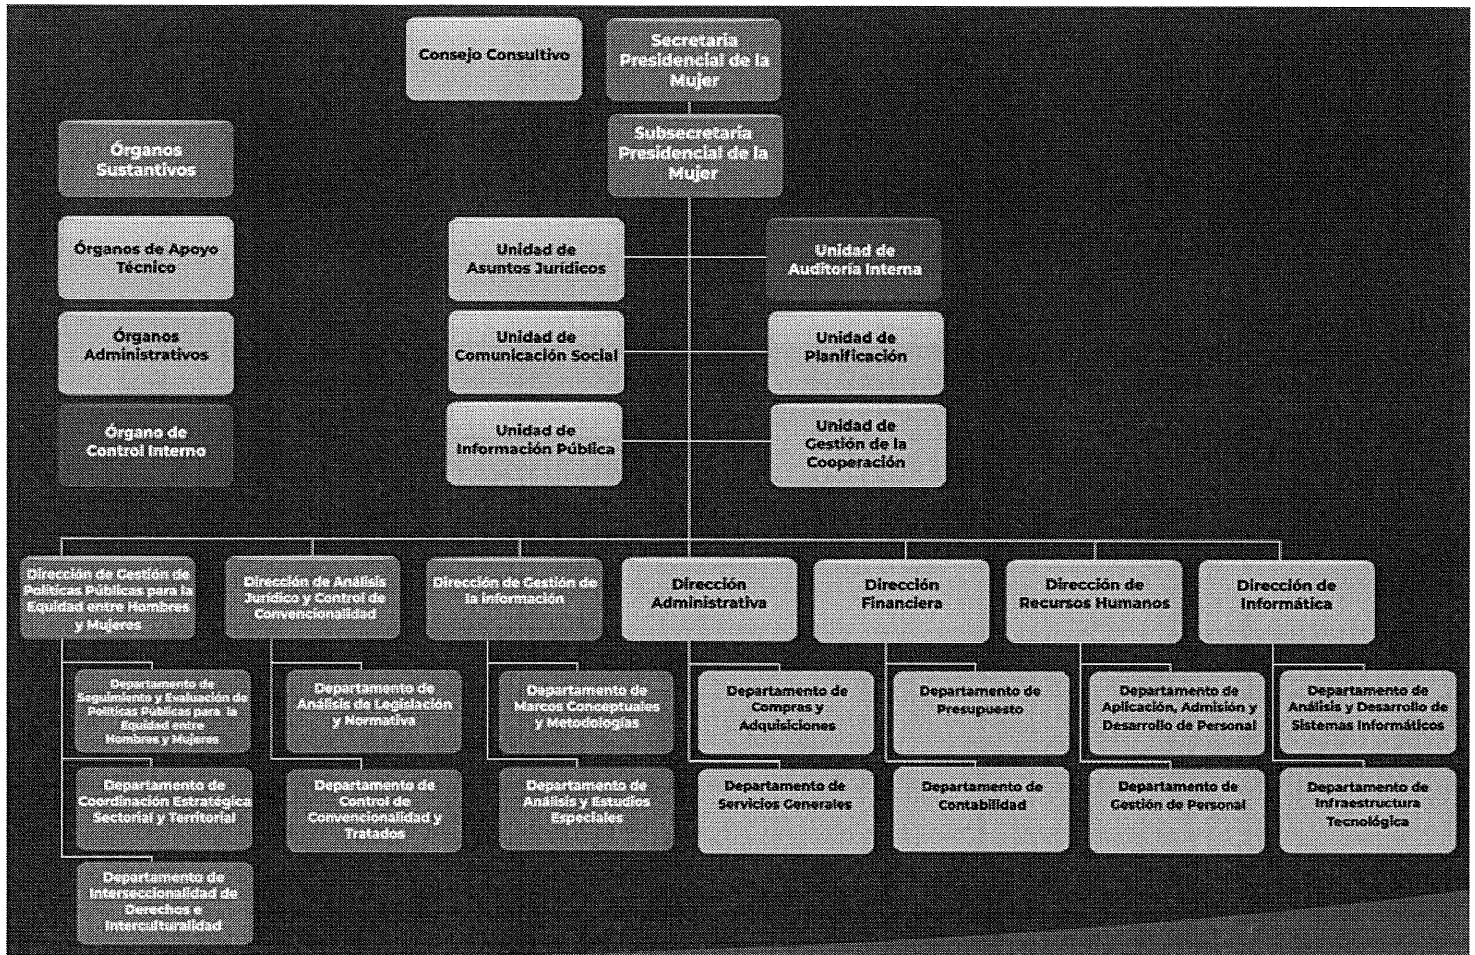 Consejo Consultivo
Secretaria
Presidencial de la
Mujer
Subsecretaria
Presidencial de la
Mujer
Órganos
Sustantivos
Órganos de Apoyo
Técnico
Órganos
Administrativos
Órgano de
Control Interno
Unidad de
Asuntos Jurídicos
Unidad de
Auditoría Interna
Unidad de
Comunicación Social
Unidad de
Planificación
Unidad de
Información Pública
Unidad de
Gestión de la
Cooperación
Dirección de Gestión de
Políticas Públicas para la
Equidad entre Hombres
y Mujeres
Dirección de Análisis
Jurídico y Control de
Convencionalidad
Dirección de Gestión de
la información
Dirección
Administrativa
Dirección
Financiera
Dirección de
Recursos Humanos
Dirección de
Informática
Departamento de
Seguimiento y Evaluación de
Políticas Públicas para la
Equidad entre
Hombres y Mujeres
Departamento de
Análisis de Legislación
y Normativa
Departamento de
Marcos Conceptuales
y Metodologías
Departamento de
Compras y
Adquisiciones
Departamento de
Presupuesto
Departamento de
Aplicación, Admisión y
Desarrollo de Personal
Departamento de
Análisis y Desarrollo de
Sistemas Informáticos
Departamento de
Coordinación Estratégica
Sectorial y Territorial
Departamento de
Control de
Convencionalidad y
Tratados
Departamento de
Análisis y Estudios
Especiales
Departamento de
Servicios Generales
Departamento de
Contabilidad
Departamento de
Gestión de Personal
Departamento de
Infraestructura
Tecnológica
Departamento de
Interseccionalidad de
Derechos e
Interculturalidad